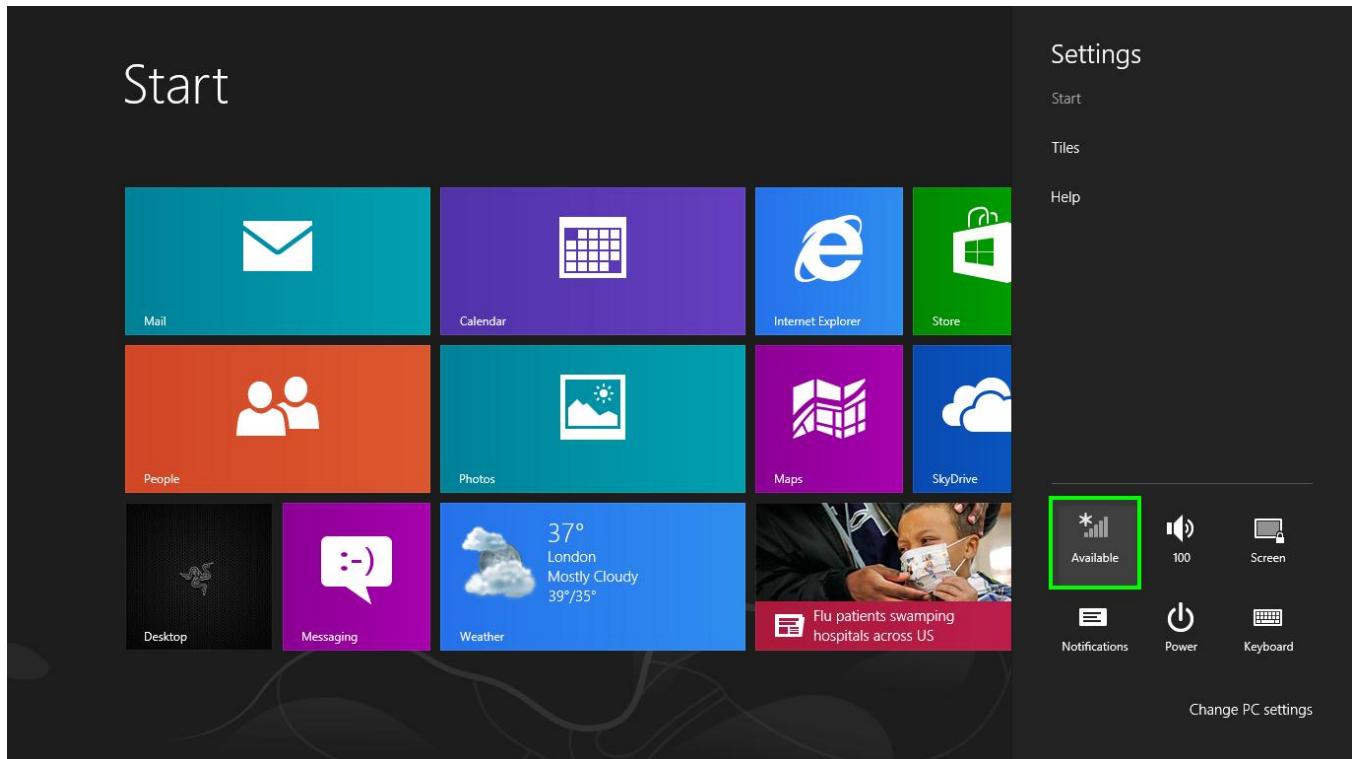 Start
Mail
Calendar
Internet Explorer
Store
People
Photos
Maps
SkyDrive
Desktop
:-)
Messaging
37°
London
Mostly Cloudy
39°/35°
Weather
Flu patients swamping
hospitals across US
Settings
Start
Tiles
Help
Available
100
Screen
Notifications
Power
Keyboard
Change PC settings